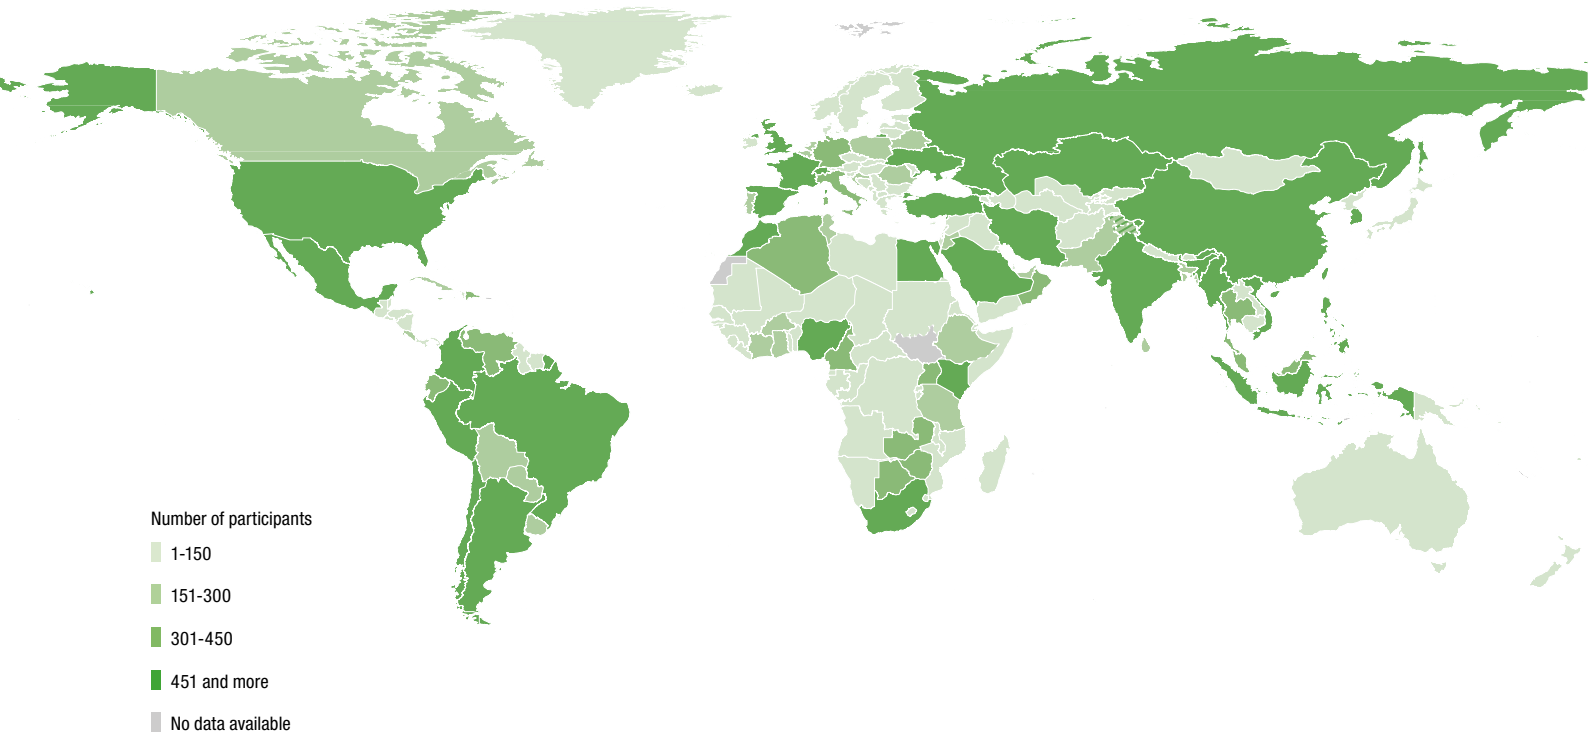 Number of participants
1-150
151-300
301-450
451 and more
No data available